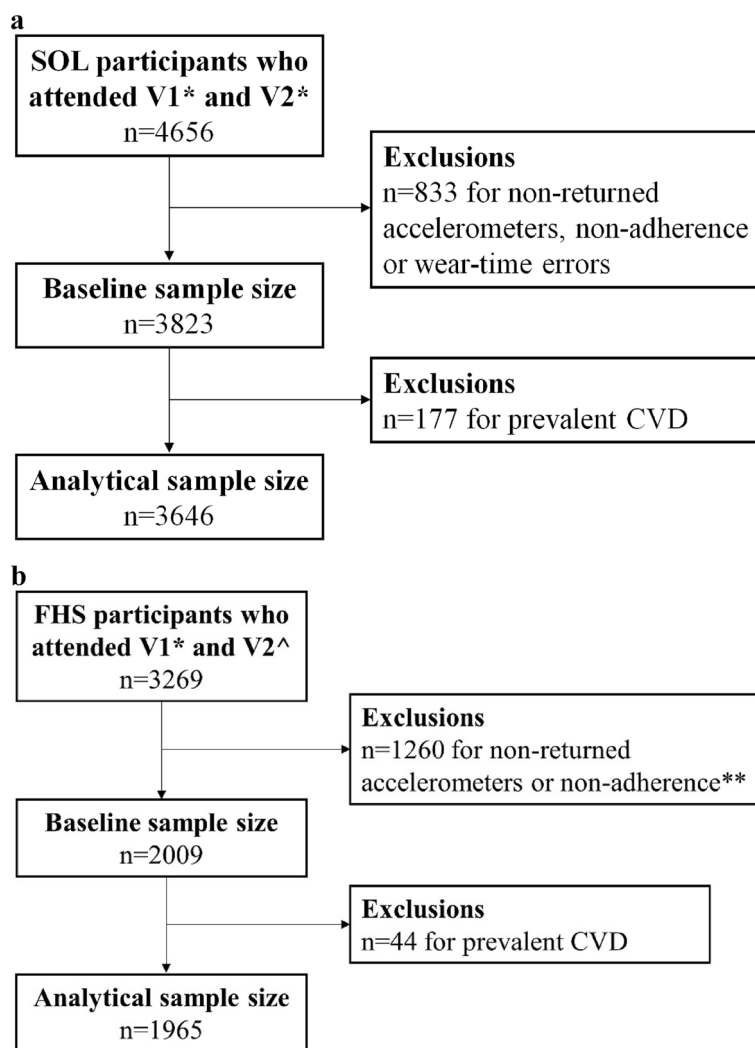 a
SOL participants who
attended V1* and V2*
n=4656
Exclusions
n=833 for non-returned
accelerometers, non-adherence
or wear-time errors
Baseline sample size
n=3823
Exclusions
n=177 for prevalent CVD
Analytical sample size
n=3646
b
FHS participants who
attended V1* and V2^
n=3269
Exclusions
n=1260 for non-returned
accelerometers or non-adherence**
Baseline sample size
n=2009
Exclusions
n=44 for prevalent CVD
Analytical sample size
n=1965